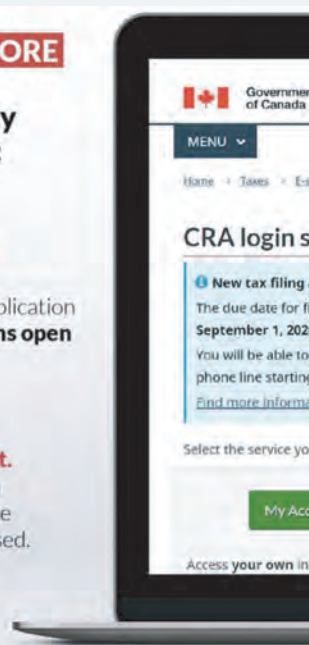 ORE
y
plication
ns open
t.
e
sed.
Government
of Canada
MENU
Home Taxes E-s
CRA login s
New tax filing
The due date for fi
September 1, 202
You will be able to
phone line starting
Find more informa
Select the service yo
My Acc
Access your own in